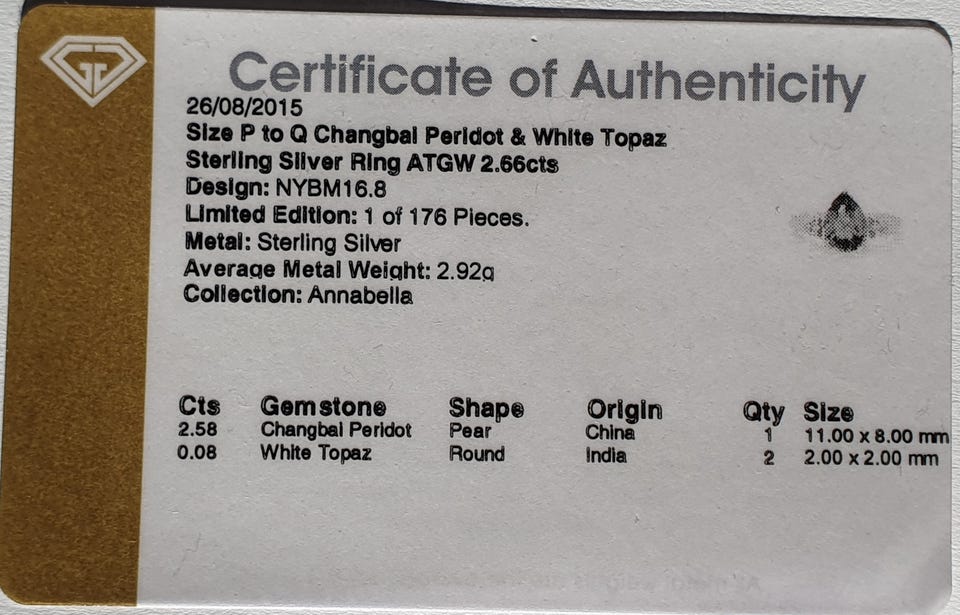 Certificate of Authenticity
26/08/2015
Size P to Q Changbai Peridot & White Topaz
Sterling Silver Ring ATGW 2.66cts
Design: NYBM16.8
Limited Edition: 1 of 176 Pieces.
Metal: Sterling Silver
Average Metal Weight: 2.92g
Collection: Annabella
Cts Gemstone Shape Origin Qty Size
2.58 Changbai Peridot Pear China 1 11.00 x 8.00 mm
0.08 White Topaz Round India 2 2.00 x 2.00 mm